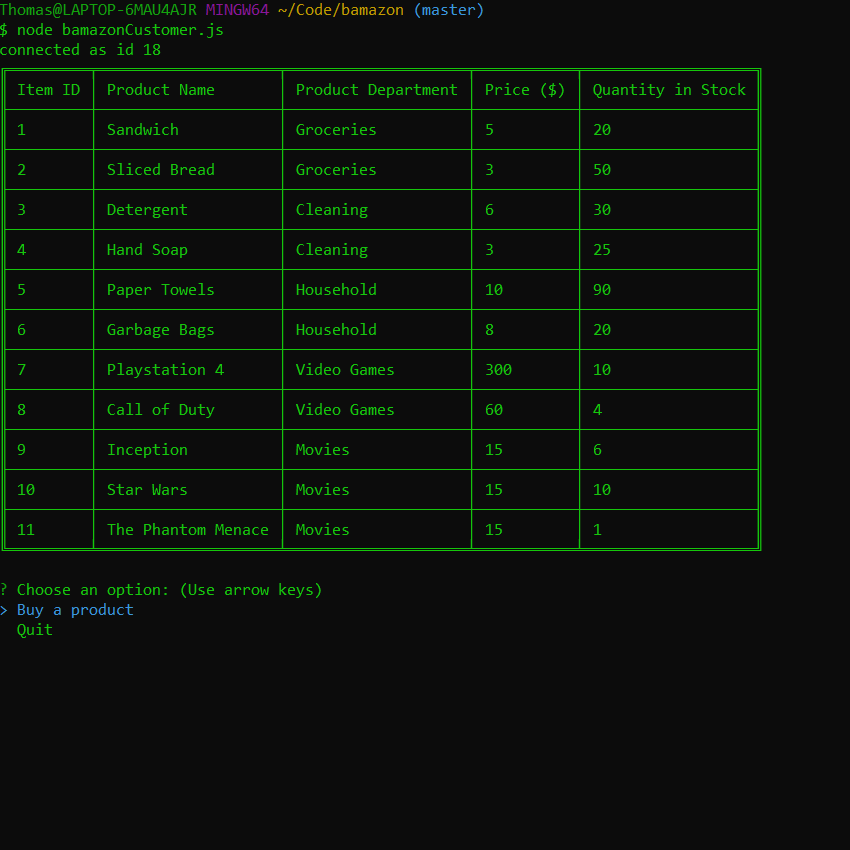 Thomas@LAPTOP-6MAU4AJR MINGW64 ~/Code/bamazon (master)
$ node bamazonCustomer.js
connected as id 18
Item ID Product Name Product Department Price ($) Quantity in Stock
1 Sandwich Groceries 5 20
2 Sliced Bread Groceries 3 50
3 Detergent Cleaning 6 30
4 Hand Soap Cleaning 3 25
5 Paper Towels Household 10 90
6 Garbage Bags Household 8 20
7 Playstation 4 Video Games 300 10
8 Call of Duty Video Games 60 4
9 Inception Movies 15 6
10 Star Wars Movies 15 10
11 The Phantom Menace Movies 15 1
? Choose an option: (Use arrow keys)
> Buy a product
Quit